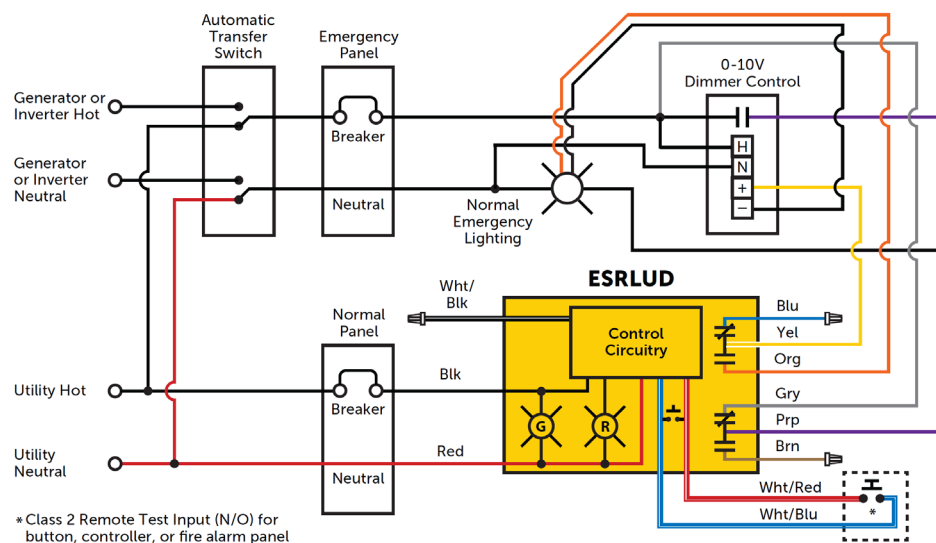 Automatic
Transfer
Switch
Emergency
Panel
0-10V
Dimmer Control
Generator or
Inverter Hot
Breaker
H
N
+
−
Generator
or Inverter
Neutral
Neutral
Normal
Emergency
Lighting
ESRLUD
Wht/
Blk
Normal
Panel
Control
Circuitry
Blu
Yel
Org
Utility Hot
Breaker
Blk
Gry
G
R
Prp
Brn
Utility
Neutral
Neutral
Red
Wht/Red
Wht/Blu
*
*Class 2 Remote Test Input (N/O) for
button, controller, or fire alarm panel